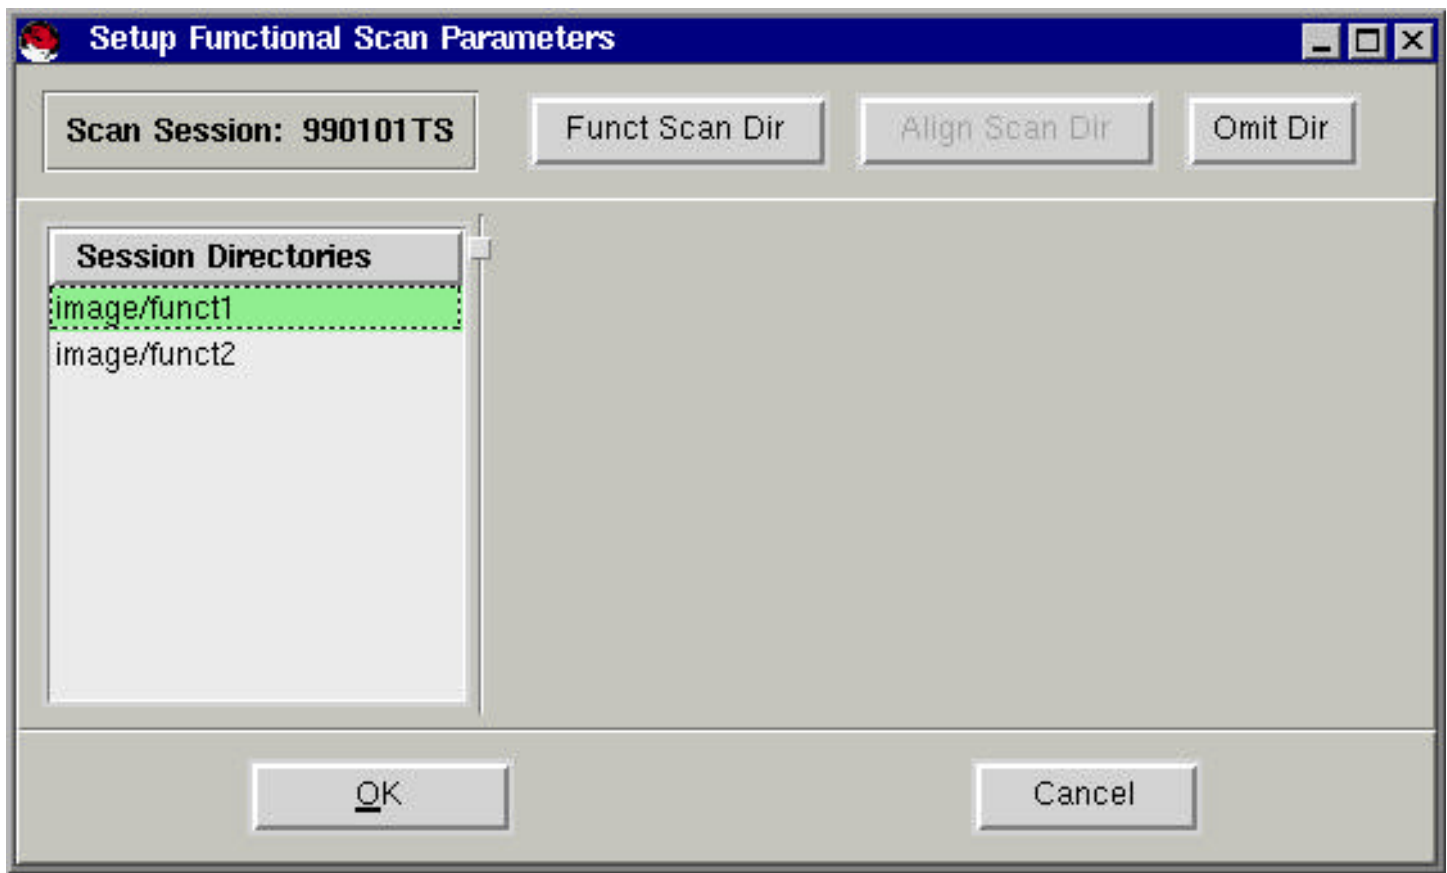 Setup Functional Scan Parameters
Scan Session: 990101TS
Funct Scan Dir
Align Scan Dir
Omit Dir
Session Directories
image/funct1
image/funct2
OK
Cancel